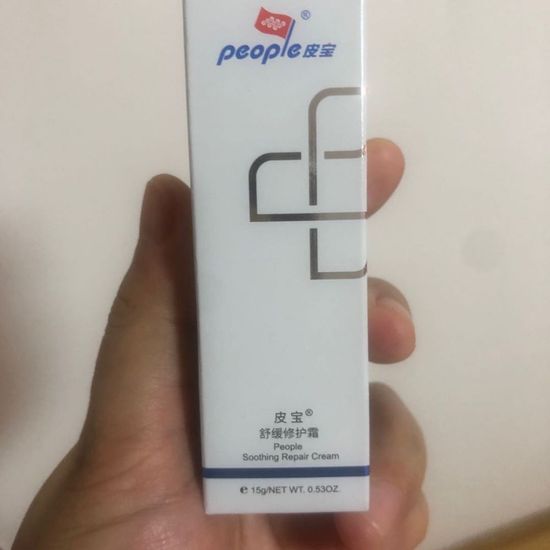 people皮宝®
皮宝®
舒缓修护霜
People
Soothing Repair Cream
℮ 15g/NET WT. 0.53OZ.